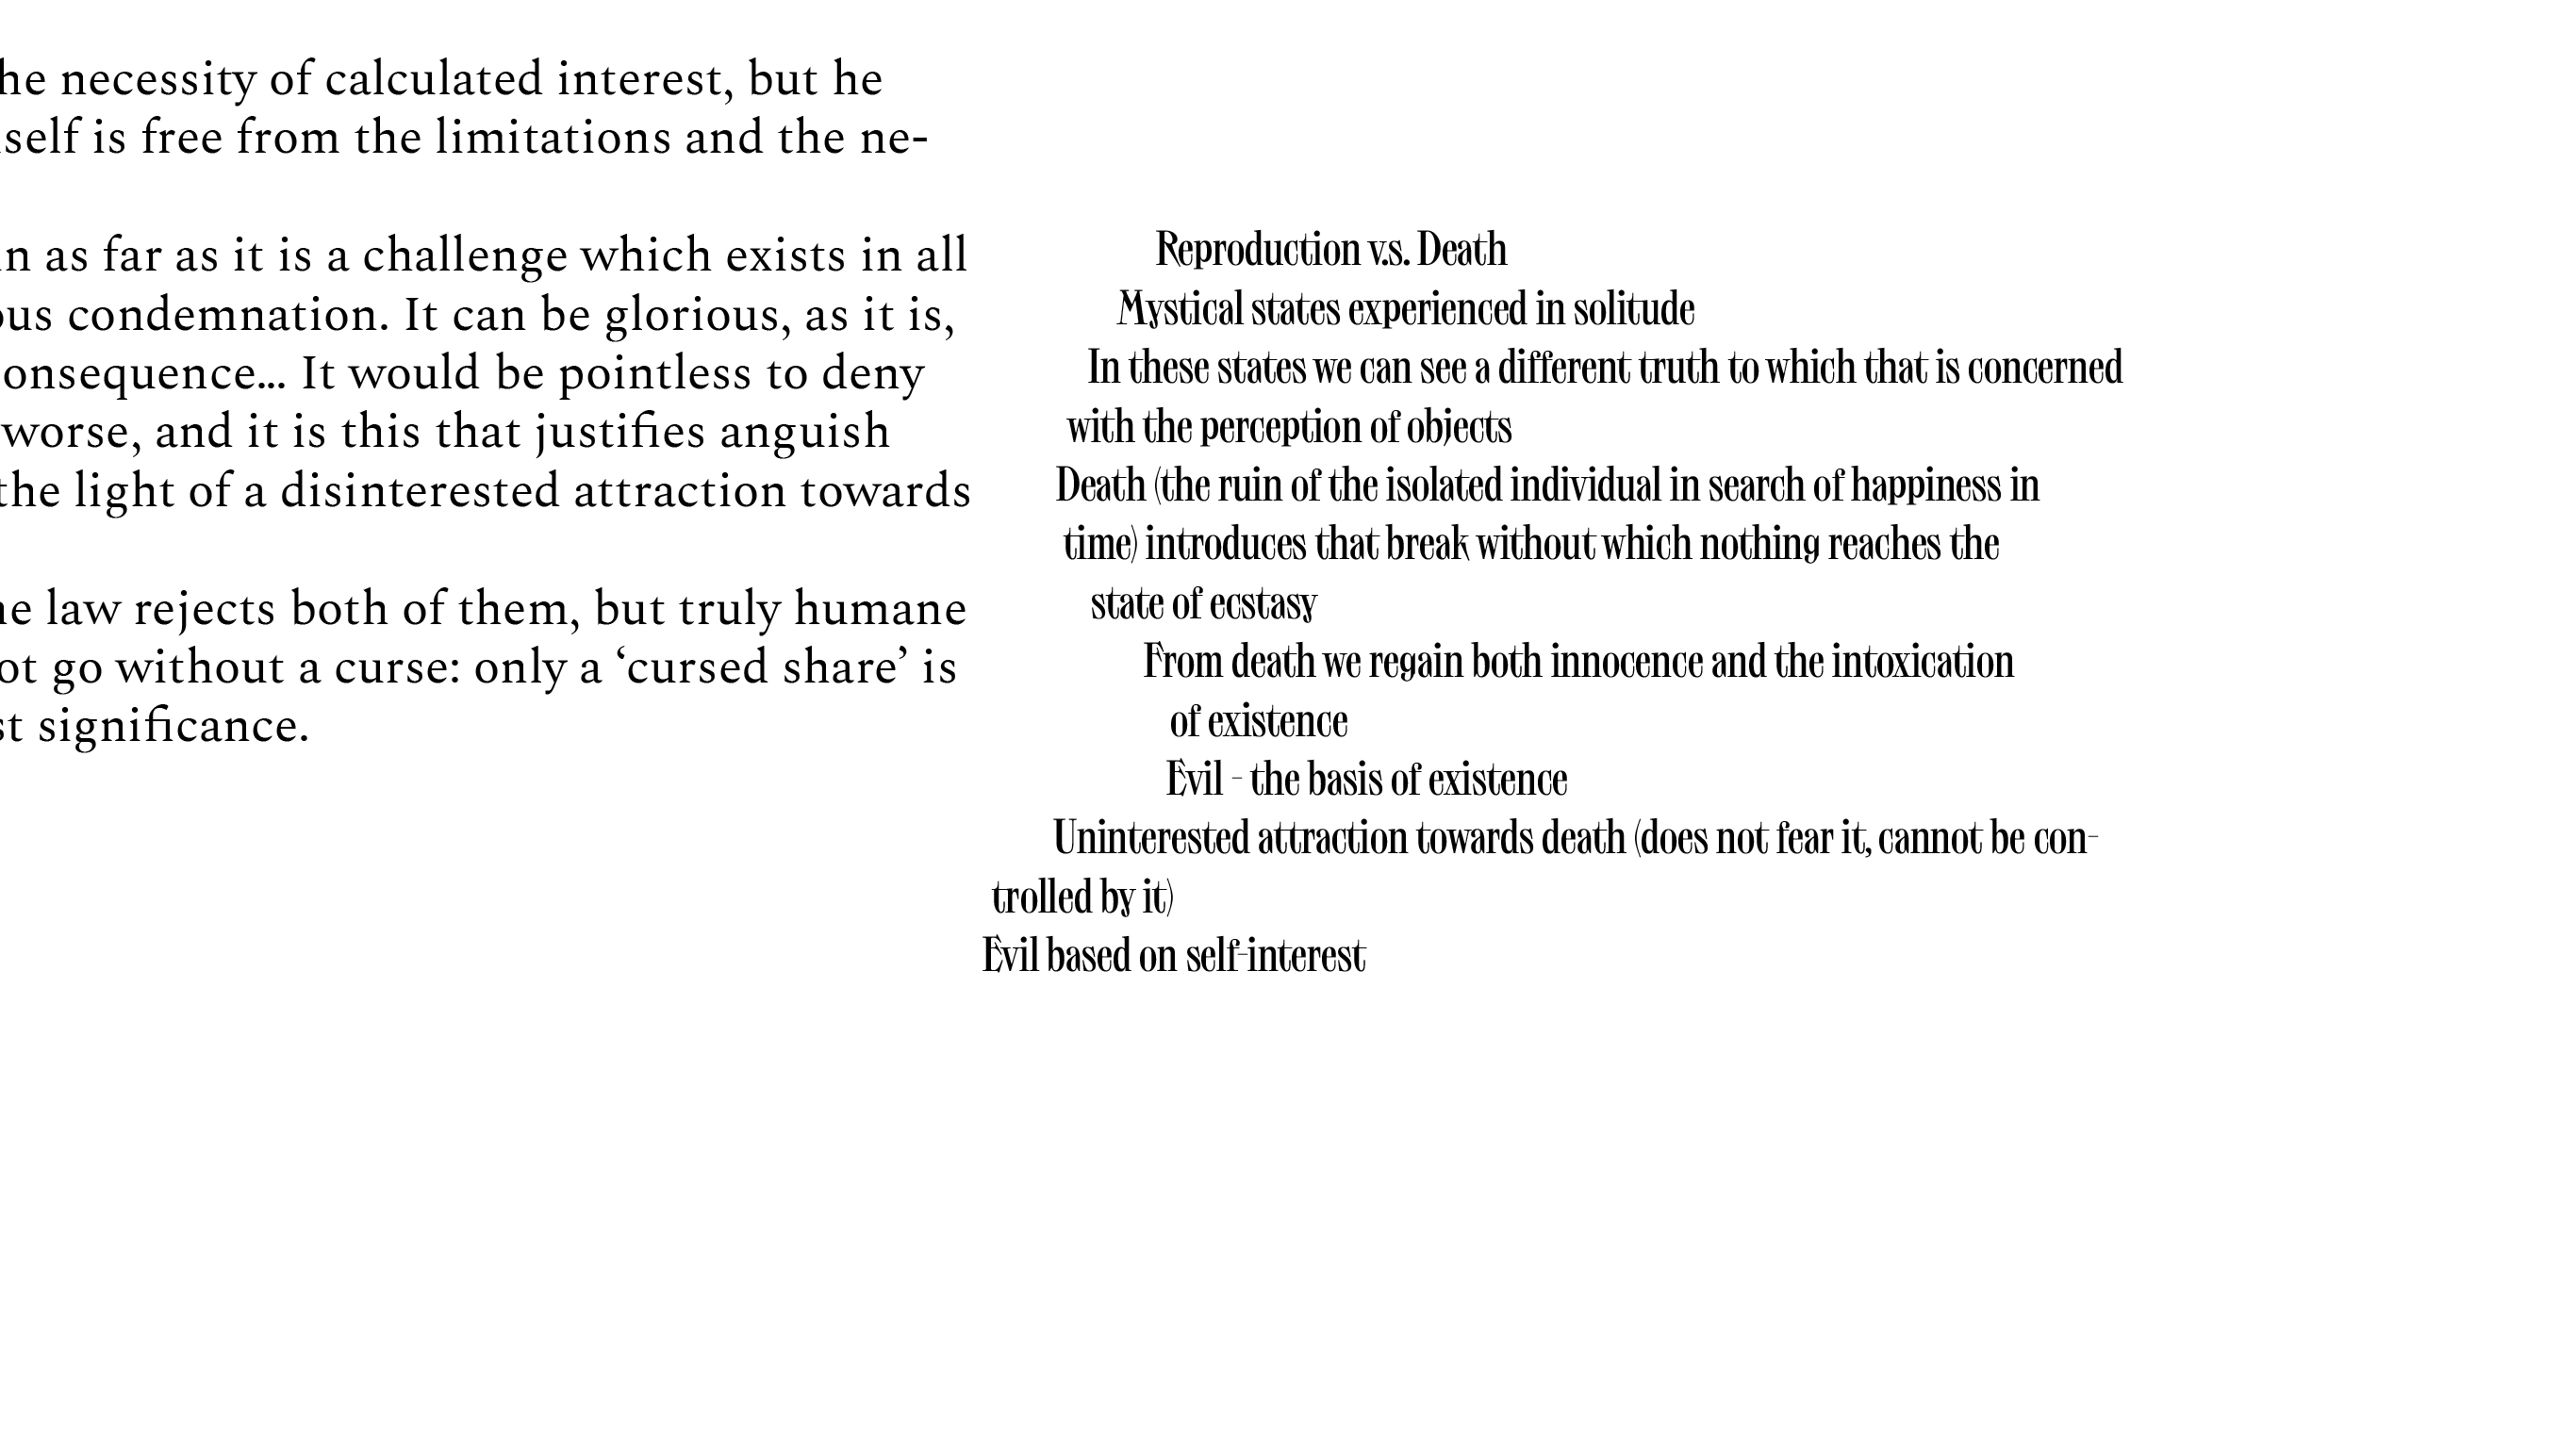 he necessity of calculated interest, but he
self is free from the limitations and the ne-
in as far as it is a challenge which exists in all
ous condemnation. It can be glorious, as it is,
onsequence… It would be pointless to deny
worse, and it is this that justifies anguish
the light of a disinterested attraction towards
he law rejects both of them, but truly humane
ot go without a curse: only a ‘cursed share’ is
st significance.
Reproduction v.s. Death
Mystical states experienced in solitude
In these states we can see a different truth to which that is concerned
with the perception of objects
Death (the ruin of the isolated individual in search of happiness in
time) introduces that break without which nothing reaches the
state of ecstasy
From death we regain both innocence and the intoxication
of existence
Evil - the basis of existence
Uninterested attraction towards death (does not fear it, cannot be con-
trolled by it)
Evil based on self-interest